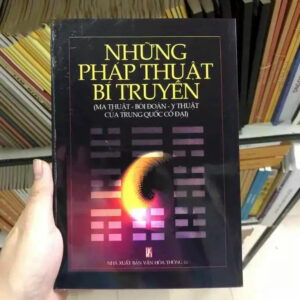 NHỮNG
PHÁP THUẬT
BÍ TRUYỀN
(MA THUẬT - BÓI ĐOÁN - Y THUẬT
CỦA TRUNG QUỐC CỔ ĐẠI)
NHÀ XUẤT BẢN VĂN HÓA THÔNG TIN